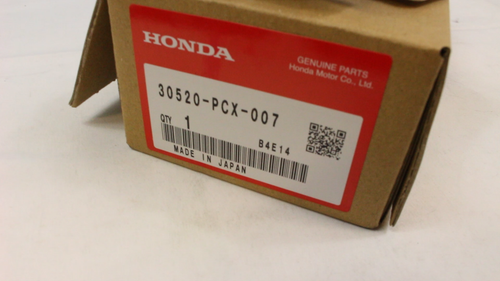 HONDA
GENUINE PARTS
Honda Motor Co., Ltd.
30520-PCX-007
QTY 1
B4E14
MADE IN JAPAN